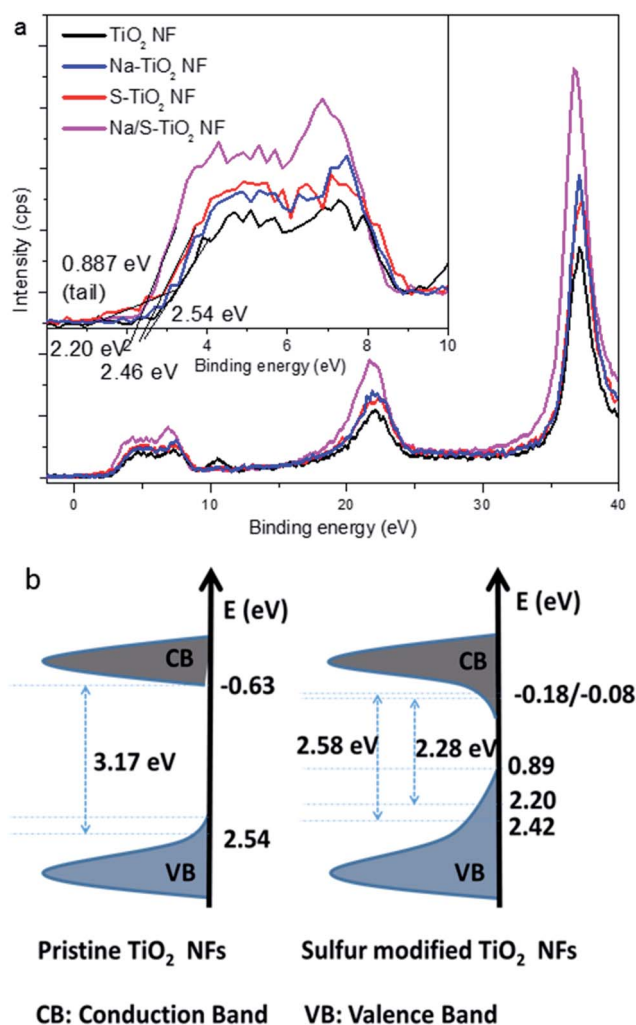 a
TiO₂ NF
Na-TiO₂ NF
S-TiO₂ NF
Na/S-TiO₂ NF
Intensity (cps)
0.887 eV
(tail)
2.54 eV
2.20 eV
2.46 eV
2 4 6 8 10
Binding energy (eV)
0 10 20 30 40
Binding energy (eV)
b
E (eV)
CB
-0.63
3.17 eV
2.54
VB
Pristine TiO₂ NFs
E (eV)
CB
-0.18/-0.08
2.58 eV
2.28 eV
0.89
2.20
2.42
VB
Sulfur modified TiO₂ NFs
CB: Conduction Band VB: Valence Band